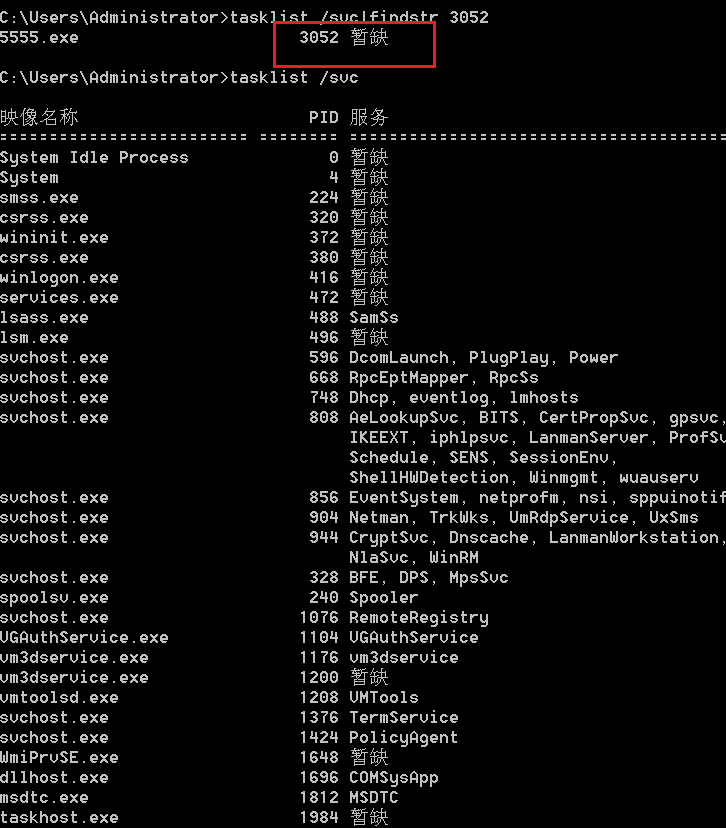 C:\Users\Administrator>tasklist /svc|findstr 3052
5555.exe 3052 暂缺
C:\Users\Administrator>tasklist /svc
映像名称 PID 服务
========================= ======== ============================================
System Idle Process 0 暂缺
System 4 暂缺
smss.exe 224 暂缺
csrss.exe 320 暂缺
wininit.exe 372 暂缺
csrss.exe 380 暂缺
winlogon.exe 416 暂缺
services.exe 472 暂缺
lsass.exe 488 SamSs
lsm.exe 496 暂缺
svchost.exe 596 DcomLaunch, PlugPlay, Power
svchost.exe 668 RpcEptMapper, RpcSs
svchost.exe 748 Dhcp, eventlog, lmhosts
svchost.exe 808 AeLookupSvc, BITS, CertPropSvc, gpsvc,
IKEEXT, iphlpsvc, LanmanServer, ProfSv
Schedule, SENS, SessionEnv,
ShellHWDetection, Winmgmt, wuauserv
svchost.exe 856 EventSystem, netprofm, nsi, sppuinotif
svchost.exe 904 Netman, TrkWks, UmRdpService, UxSms
svchost.exe 944 CryptSvc, Dnscache, LanmanWorkstation,
NlaSvc, WinRM
svchost.exe 328 BFE, DPS, MpsSvc
spoolsv.exe 240 Spooler
svchost.exe 1076 RemoteRegistry
VGAuthService.exe 1104 VGAuthService
vm3dservice.exe 1176 vm3dservice
vm3dservice.exe 1200 暂缺
vmtoolsd.exe 1208 VMTools
svchost.exe 1376 TermService
svchost.exe 1424 PolicyAgent
WmiPrvSE.exe 1648 暂缺
dllhost.exe 1696 COMSysApp
msdtc.exe 1812 MSDTC
taskhost.exe 1984 暂缺